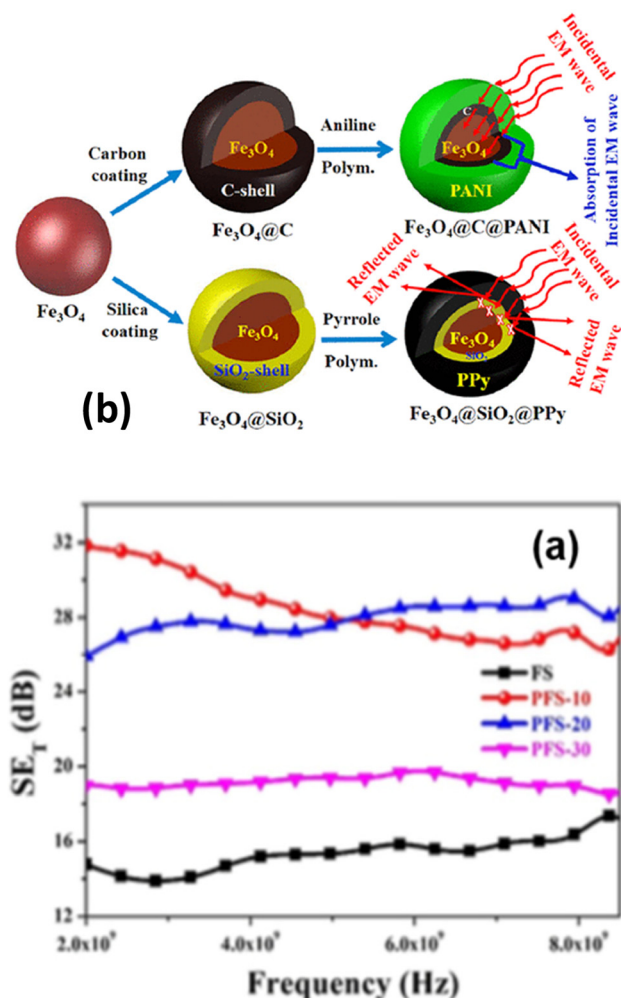 Incidental
EM wave
C
Fe₃O₄
Carbon
coating
Fe₃O₄
C-shell
Fe₃O₄@C
Aniline
Polym.
Fe₃O₄
PANI
Fe₃O₄@C@PANI
Absorption of
Incidental EM wave
Silica
coating
Fe₃O₄
SiO₂-shell
Fe₃O₄@SiO₂
Pyrrole
Polym.
Reflected
EM wave
Incidental
EM wave
Fe₃O₄
SiO₂
PPy
Fe₃O₄@SiO₂@PPy
Reflected
EM wave
(b)
(a)
32
28
24
20
16
12
SE_T (dB)
FS
PFS-10
PFS-20
PFS-30
2.0x10⁹
4.0x10⁹
6.0x10⁹
8.0x10⁹
Frequency (Hz)